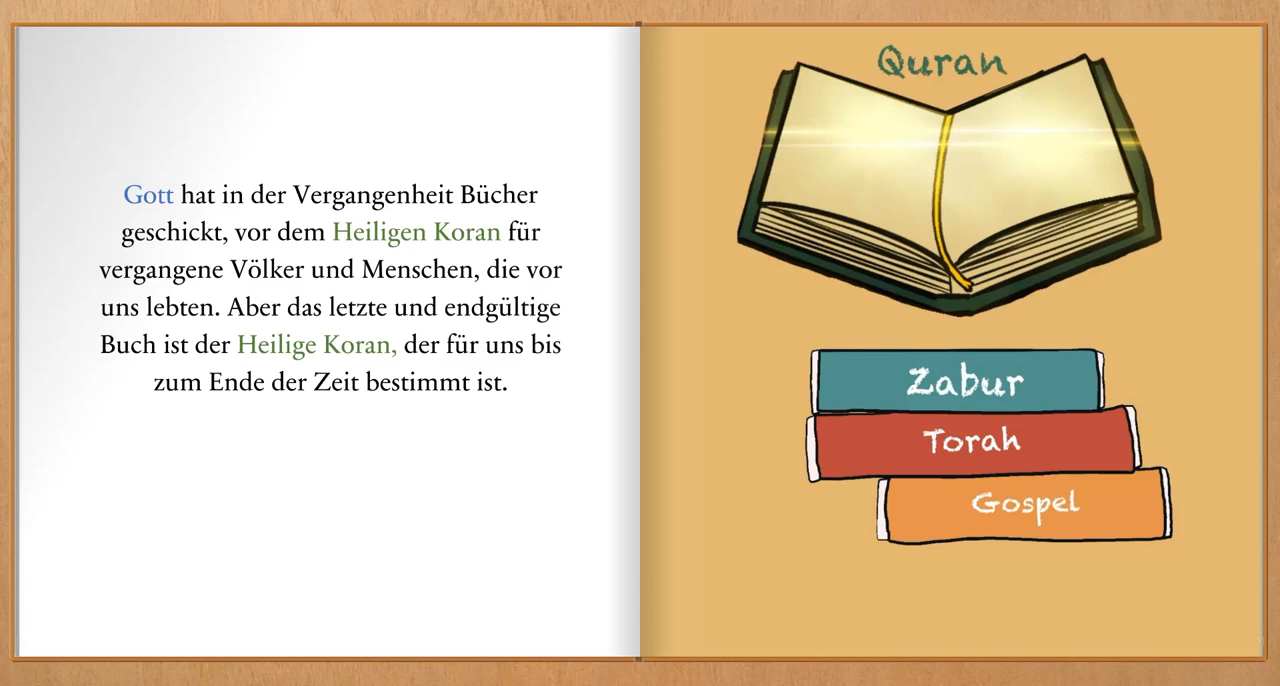 Gott hat in der Vergangenheit Bücher
geschickt, vor dem Heiligen Koran für
vergangene Völker und Menschen, die vor
uns lebten. Aber das letzte und endgültige
Buch ist der Heilige Koran, der für uns bis
zum Ende der Zeit bestimmt ist.
Quran
Zabur
Torah
Gospel